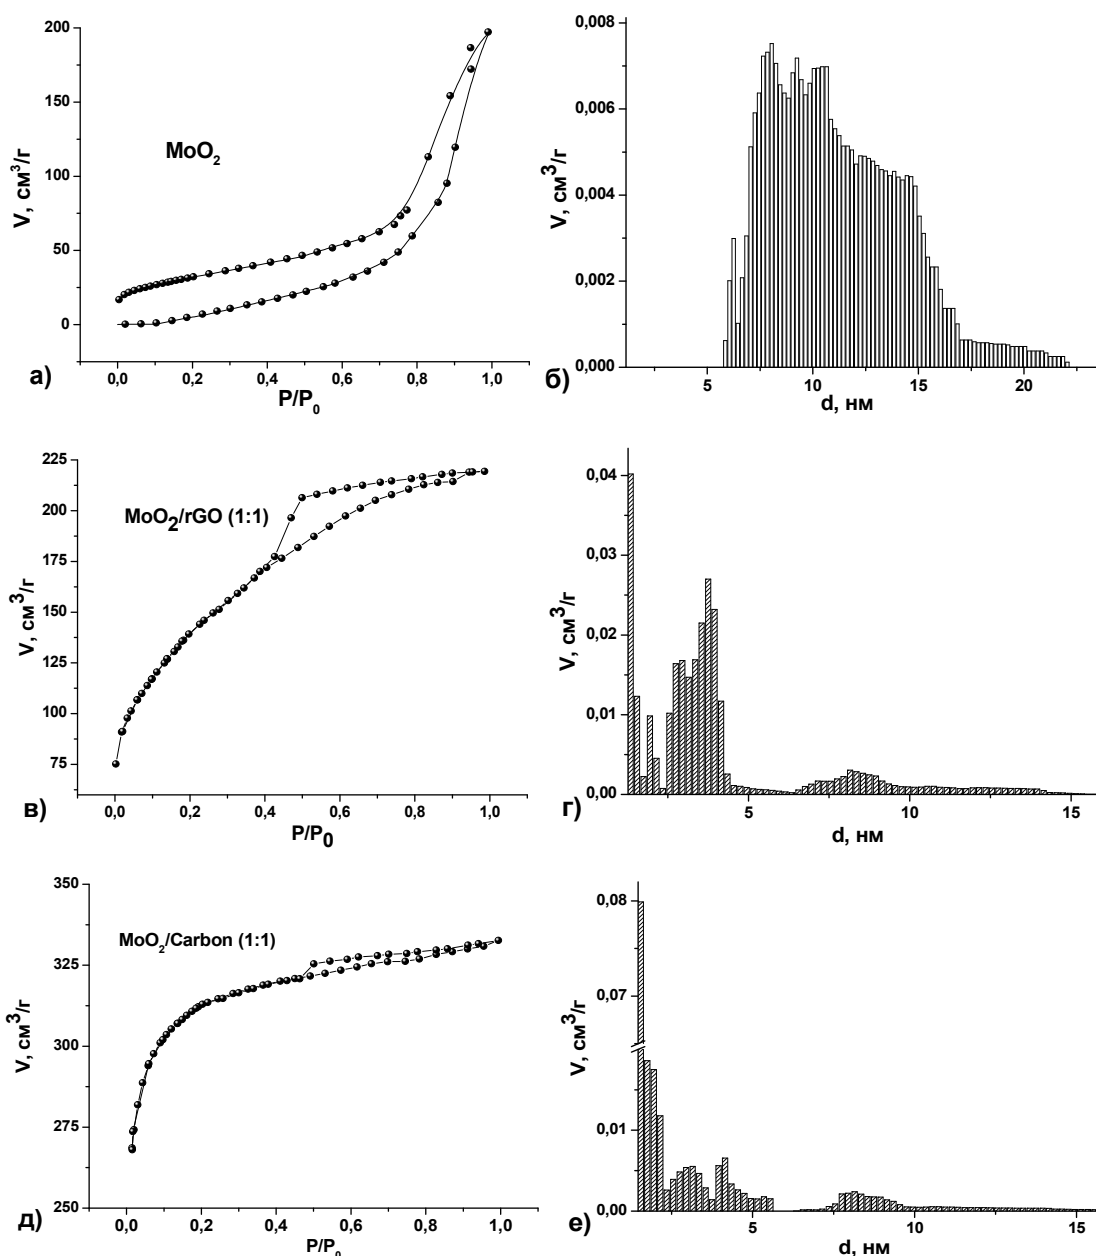 200
150
100
50
0
V, см³/г
MoO₂
0,0 0,2 0,4 0,6 0,8 1,0
P/P₀
а)
0,008
0,006
0,004
0,002
0,000
V, см³/г
5 10 15 20
d, нм
б)
225
200
175
150
125
100
75
V, см³/г
MoO₂/rGO (1:1)
0,0 0,2 0,4 0,6 0,8 1,0
P/P₀
в)
0,04
0,03
0,02
0,01
0,00
V, см³/г
5 10 15
d, нм
г)
350
325
300
275
250
V, см³/г
MoO₂/Carbon (1:1)
0,0 0,2 0,4 0,6 0,8 1,0
P/P₀
д)
0,08
0,07
0,01
0,00
V, см³/г
5 10 15
d, нм
е)